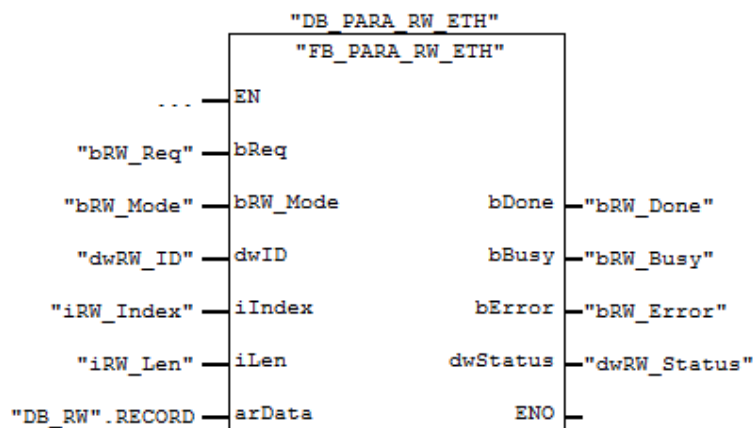 "DB_PARA_RW_ETH"
"FB_PARA_RW_ETH"
... EN
"bRW_Req" bReq
"bRW_Mode" bRW_Mode bDone "bRW_Done"
"dwRW_ID" dwID bBusy "bRW_Busy"
"iRW_Index" iIndex bError "bRW_Error"
"iRW_Len" iLen dwStatus "dwRW_Status"
"DB_RW".RECORD arData ENO